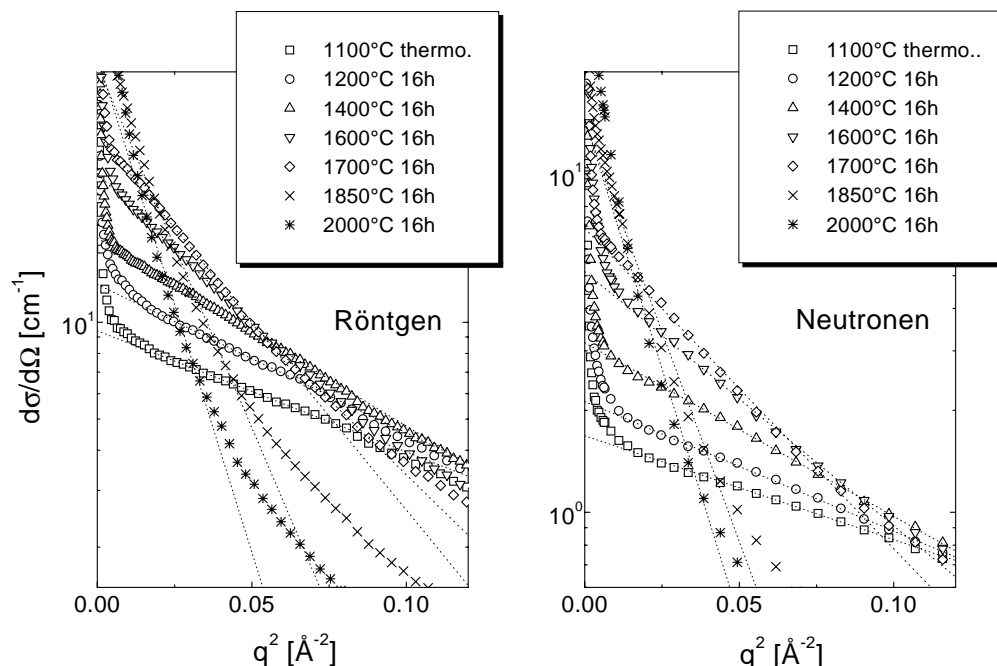 1100°C thermo.
1200°C 16h
1400°C 16h
1600°C 16h
1700°C 16h
1850°C 16h
2000°C 16h
Röntgen
dσ/dΩ [cm⁻¹]
10¹
0.00
0.05
0.10
q² [Å⁻²]
1100°C thermo..
1200°C 16h
1400°C 16h
1600°C 16h
1700°C 16h
1850°C 16h
2000°C 16h
Neutronen
10¹
10⁰
0.00
0.05
0.10
q² [Å⁻²]